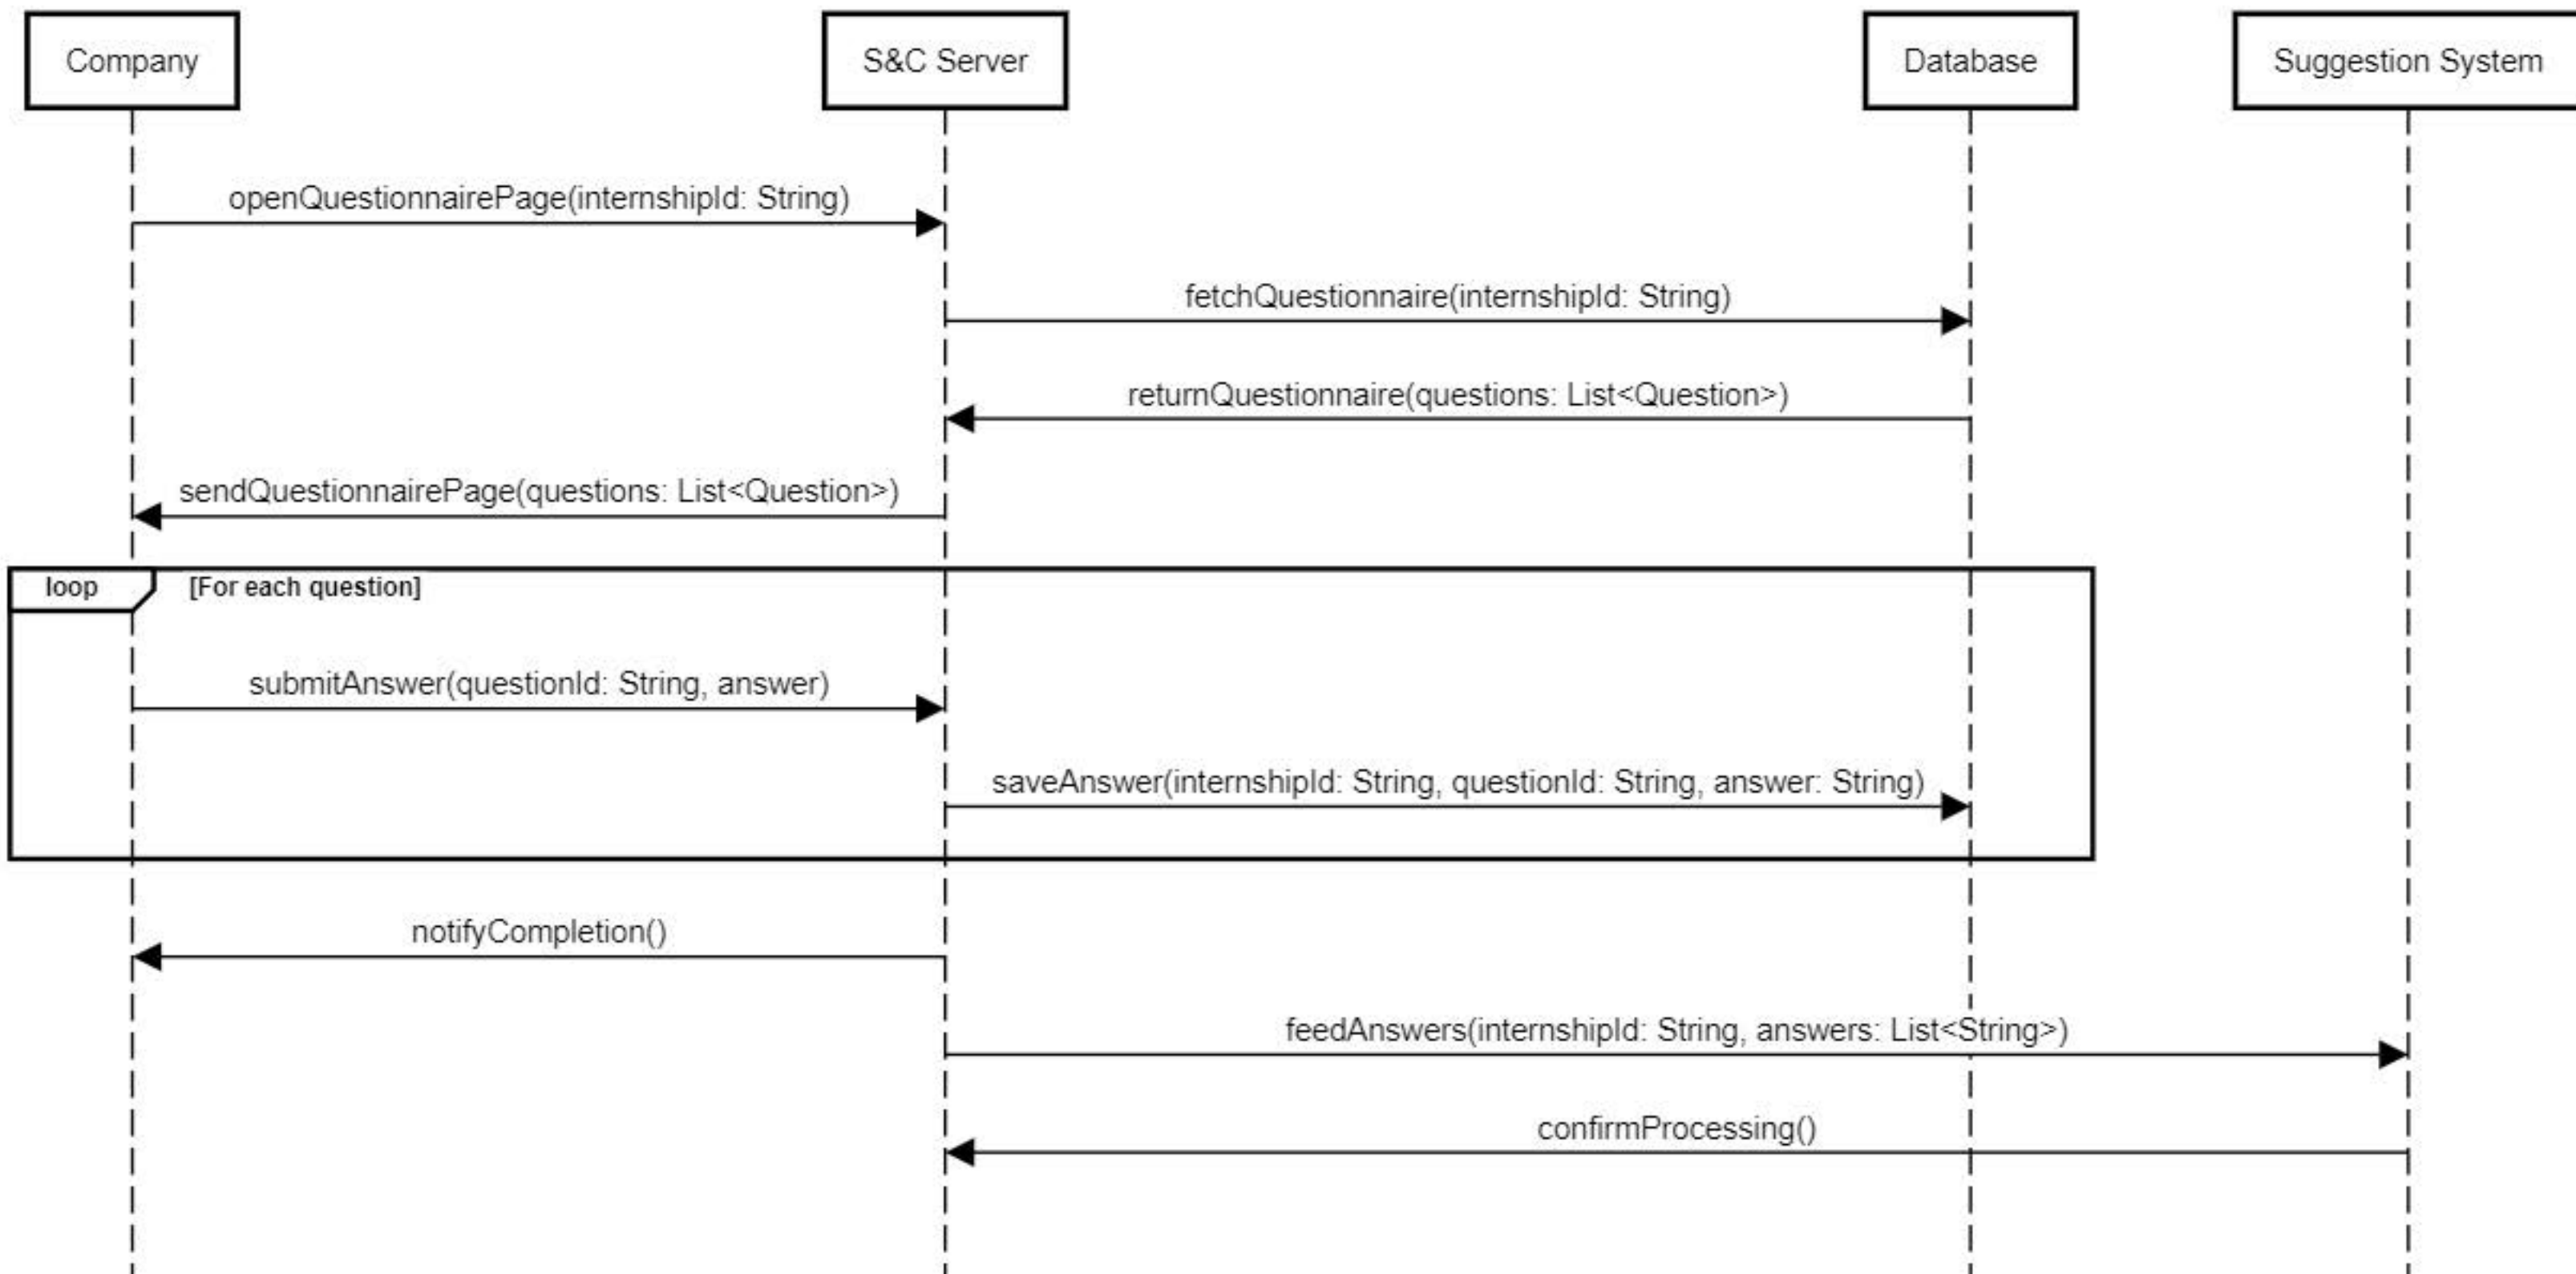 Company
S&C Server
Database
Suggestion System
openQuestionnairePage(internshipId: String)
fetchQuestionnaire(internshipId: String)
returnQuestionnaire(questions: List<Question>)
sendQuestionnairePage(questions: List<Question>)
loop
[For each question]
submitAnswer(questionId: String, answer)
saveAnswer(internshipId: String, questionId: String, answer: String)
notifyCompletion()
feedAnswers(internshipId: String, answers: List<String>)
confirmProcessing()